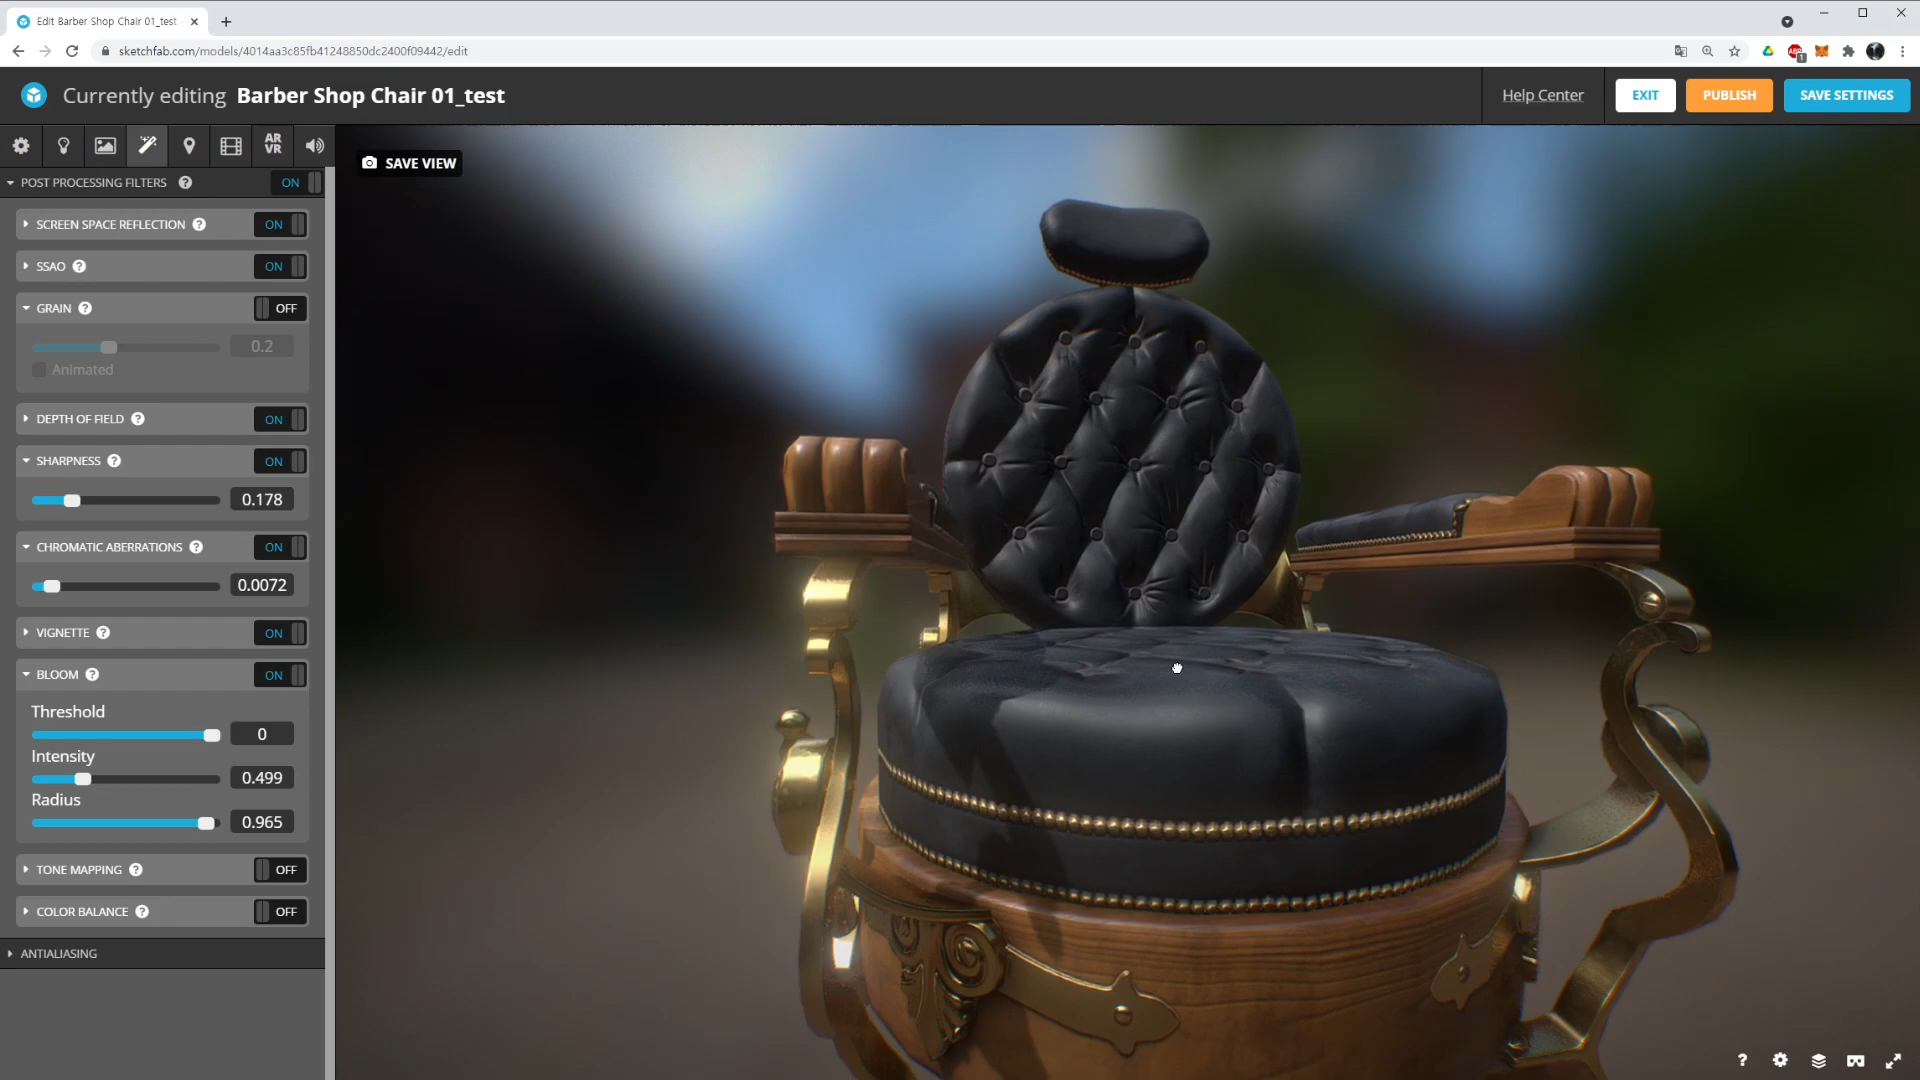 Edit Barber Shop Chair 01_test
sketchfab.com/models/4014aa3c85fb41248850dc2400f09442/edit
ABP
1
Currently editing Barber Shop Chair 01_test
Help Center
EXIT
PUBLISH
SAVE SETTINGS
AR
VR
SAVE VIEW
POST PROCESSING FILTERS ? ON
SCREEN SPACE REFLECTION ? ON
SSAO ? ON
GRAIN ? OFF
0.2
Animated
DEPTH OF FIELD ? ON
SHARPNESS ? ON
0.178
CHROMATIC ABERRATIONS ? ON
0.0072
VIGNETTE ? ON
BLOOM ? ON
Threshold
0
Intensity
0.499
Radius
0.965
TONE MAPPING ? OFF
COLOR BALANCE ? OFF
ANTIALIASING
?